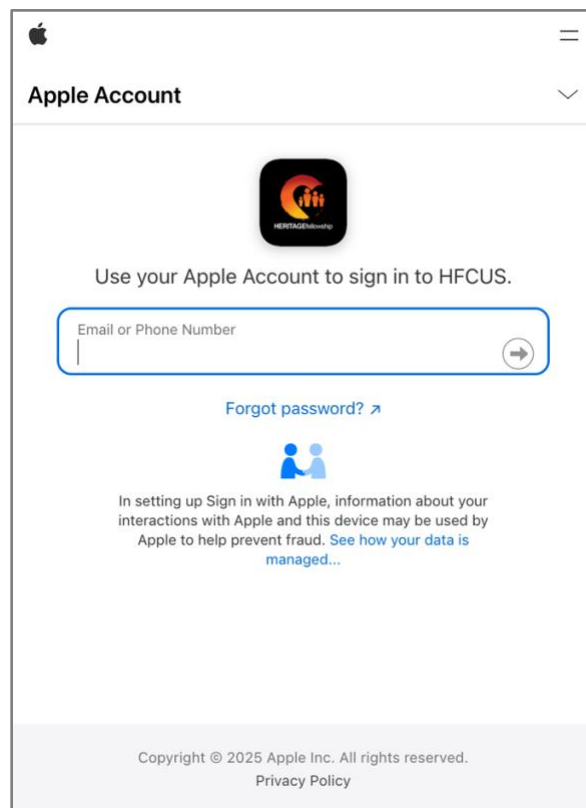 Apple Account
HERITAGEfellowship
Use your Apple Account to sign in to HFCUS.
Email or Phone Number
Forgot password? ↗
In setting up Sign in with Apple, information about your
interactions with Apple and this device may be used by
Apple to help prevent fraud. See how your data is
managed...
Copyright © 2025 Apple Inc. All rights reserved.
Privacy Policy